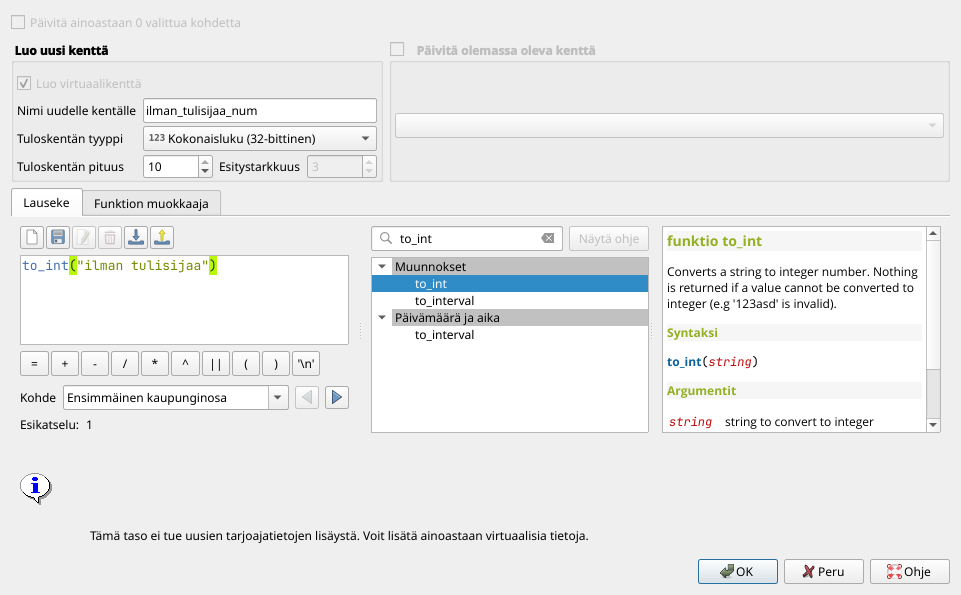 Päivitä ainoastaan 0 valittua kohdetta
Luo uusi kenttä
Päivitä olemassa oleva kenttä
Luo virtuaalikenttä
Nimi uudelle kentälle ilman_tulisijaa_num
Tuloskentän tyyppi 123 Kokonaisluku (32-bittinen)
Tuloskentän pituus 10 Esitystarkkuus 3
Lauseke Funktion muokkaaja
to_int("ilman tulisijaa")
= + - / * ^ || ( ) '\n'
Kohde Ensimmäinen kaupunginosa
Esikatselu: 1
to_int Näytä ohje
Muunnokset
to_int
to_interval
Päivämäärä ja aika
to_interval
funktio to_int
Converts a string to integer number. Nothing
is returned if a value cannot be converted to
integer (e.g '123asd' is invalid).
Syntaksi
to_int(string)
Argumentit
string string to convert to integer
Tämä taso ei tue uusien tarjoajatietojen lisäystä. Voit lisätä ainoastaan virtuaalisia tietoja.
OK Peru Ohje